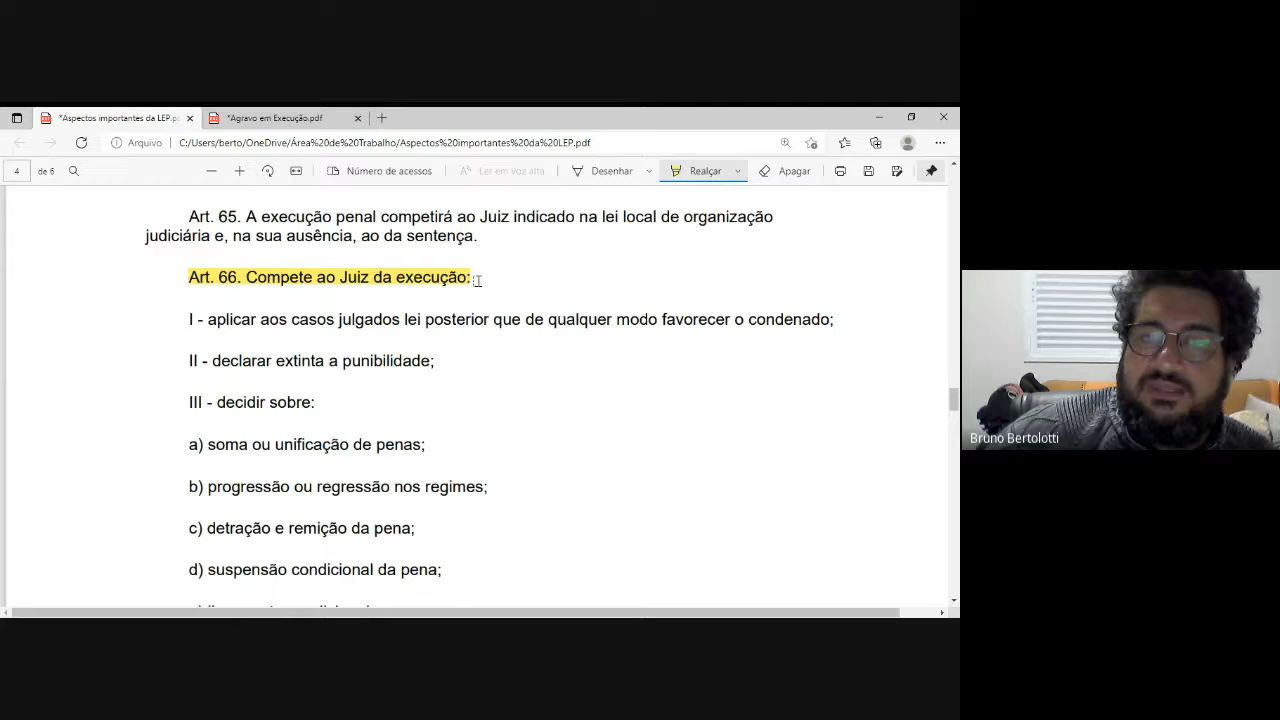 *Aspectos importantes da LEP.pd
*Agravo em Execução.pdf
Arquivo
C:/Users/berto/OneDrive/Área%20de%20Trabalho/Aspectos%20importantes%20da%20LEP.pdf
4
de 6
Número de acessos
Ler em voz alta
Desenhar
Realçar
Apagar
Art. 65. A execução penal competirá ao Juiz indicado na lei local de organização
judiciária e, na sua ausência, ao da sentença.
Art. 66. Compete ao Juiz da execução:
I - aplicar aos casos julgados lei posterior que de qualquer modo favorecer o condenado;
II - declarar extinta a punibilidade;
III - decidir sobre:
a) soma ou unificação de penas;
b) progressão ou regressão nos regimes;
c) detração e remição da pena;
d) suspensão condicional da pena;
Bruno Bertolotti